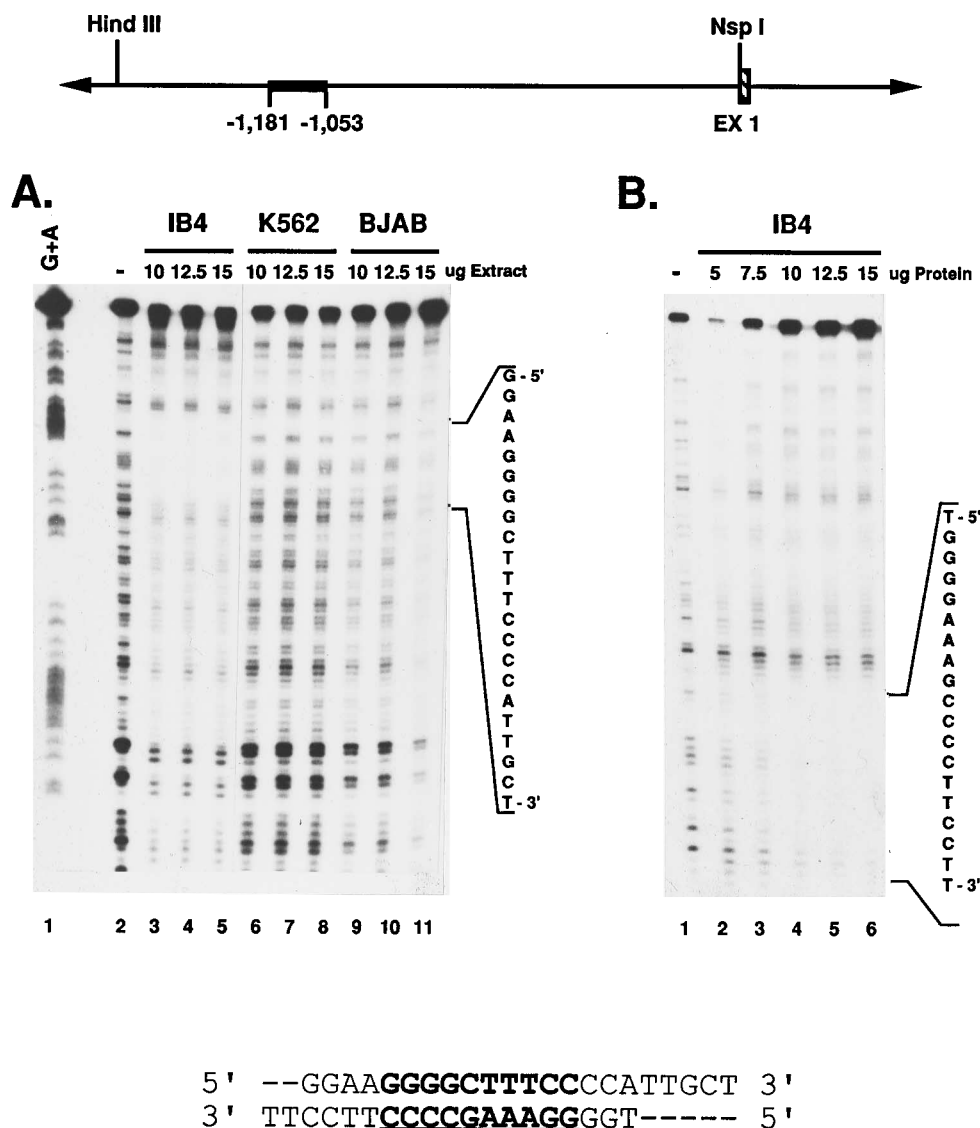 Hind III
Nsp I
-1,181 -1,053
EX 1
A.
G+A
IB4 K562 BJAB
- 10 12.5 15 10 12.5 15 10 12.5 15 ug Extract
G - 5'
G
A
A
G
G
G
G
C
T
T
T
C
C
C
C
A
T
T
G
C
T - 3'
1 2 3 4 5 6 7 8 9 10 11
B.
IB4
- 5 7.5 10 12.5 15 ug Protein
T - 5'
G
G
G
G
A
A
A
G
C
C
C
C
T
T
C
C
T
T - 3'
1 2 3 4 5 6
5' --GGAAGGGGCTTTCCCCATTGCT 3'
3' TTCCTTCCCCGAAAGGGGT----- 5'